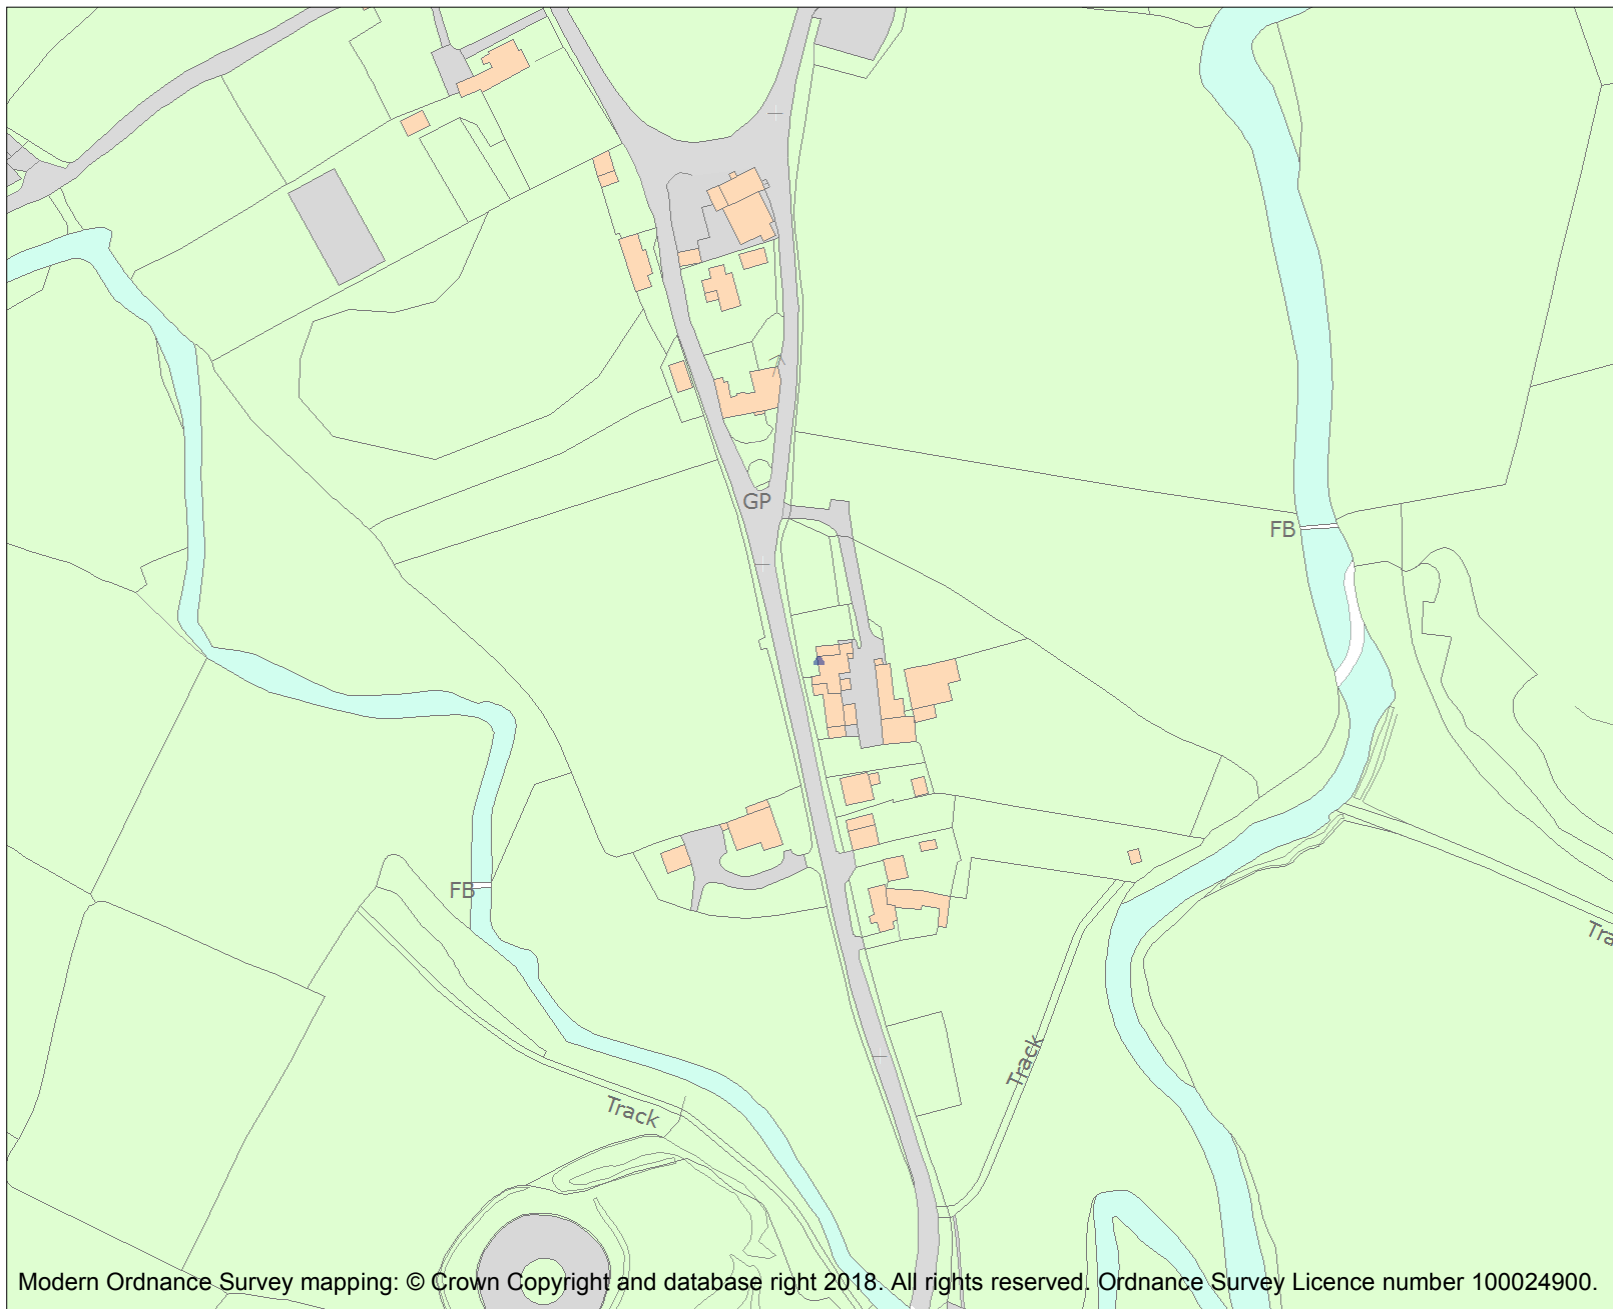 GP
FB
FB
Tra
Track
Track
Modern Ordnance Survey mapping: © Crown Copyright and database right 2018. All rights reserved. Ordnance Survey Licence number 100024900.